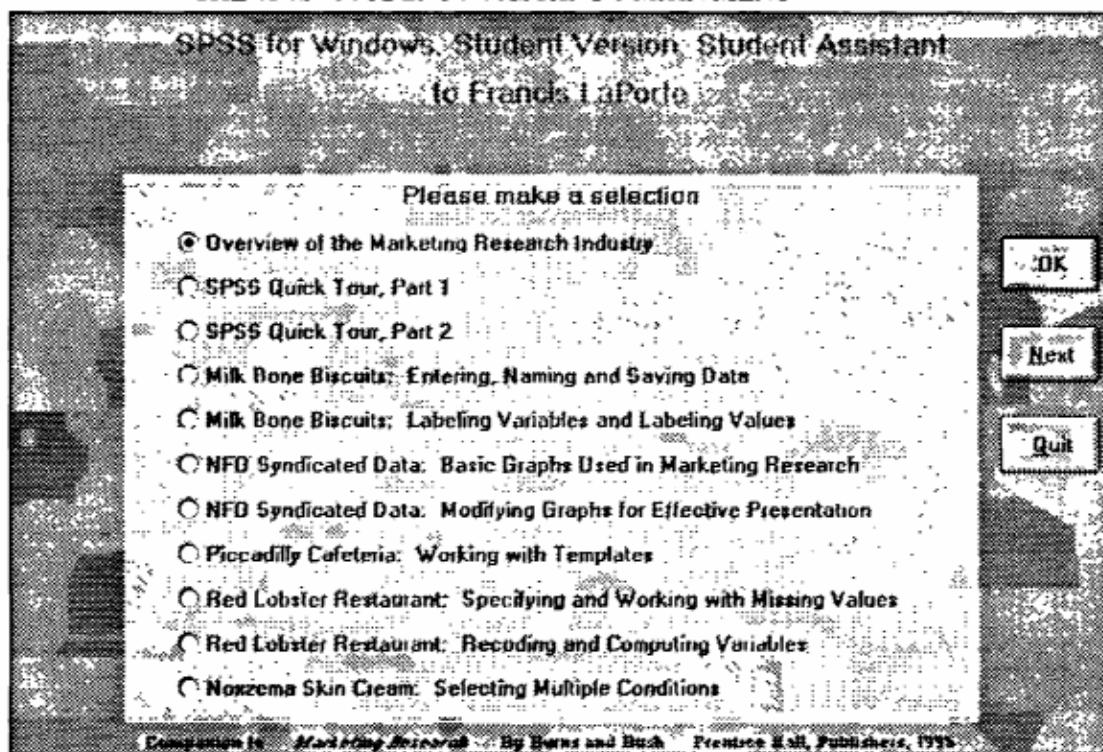 SPSS for Windows, Student Version: Student Assistant
to Francis LaPorte
Please make a selection
Overview of the Marketing Research Industry
SPSS Quick Tour, Part 1
SPSS Quick Tour, Part 2
Milk Bone Biscuits: Entering, Naming and Saving Data
Milk Bone Biscuits: Labeling Variables and Labeling Values
NFO Syndicated Data: Basic Graphs Used in Marketing Research
NFO Syndicated Data: Modifying Graphs for Effective Presentation
Piccadilly Cafeteria: Working with Templates
Red Lobster Restaurant: Specifying and Working with Missing Values
Red Lobster Restaurant: Recoding and Computing Variables
Noxzema Skin Cream: Selecting Multiple Conditions
OK
Next
Quit
Companion to Marketing Research By Burns and Bush Prentice Hall, Publishers, 1995